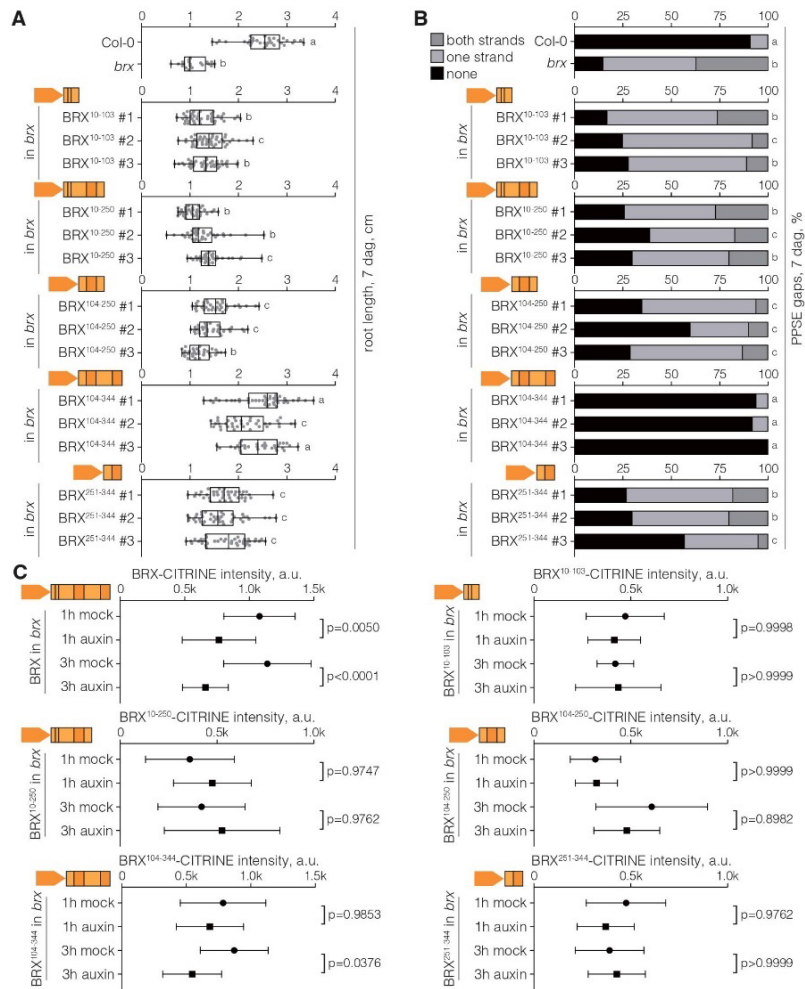 A
0 1 2 3 4
Col-0 a
brx b
0 1 2 3 4
in brx
BRX10-103 #1 b
BRX10-103 #2 c
BRX10-103 #3 b
0 1 2 3 4
in brx
BRX10-250 #1 b
BRX10-250 #2 c
BRX10-250 #3 c
0 1 2 3 4
in brx
BRX104-250 #1 c
BRX104-250 #2 c
BRX104-250 #3 b
0 1 2 3 4
in brx
BRX104-344 #1 a
BRX104-344 #2 c
BRX104-344 #3 a
0 1 2 3 4
in brx
BRX251-344 #1 c
BRX251-344 #2 c
BRX251-344 #3 c
root length, 7 dag, cm
B
both strands
one strand
none
0 25 50 75 100
Col-0 a
brx b
0 25 50 75 100
in brx
BRX10-103 #1 b
BRX10-103 #2 c
BRX10-103 #3 b
0 25 50 75 100
in brx
BRX10-250 #1 b
BRX10-250 #2 c
BRX10-250 #3 b
0 25 50 75 100
in brx
BRX104-250 #1 c
BRX104-250 #2 c
BRX104-250 #3 c
0 25 50 75 100
in brx
BRX104-344 #1 a
BRX104-344 #2 a
BRX104-344 #3 a
0 25 50 75 100
in brx
BRX251-344 #1 b
BRX251-344 #2 b
BRX251-344 #3 c
PPSE gaps, 7 dag, %
C
BRX-CITRINE intensity, a.u.
0 0.5k 1.0k 1.5k
BRX in brx
1h mock
1h auxin
3h mock
3h auxin
p=0.0050
p<0.0001
BRX10-103-CITRINE intensity, a.u.
0 0.5k 1.0k
BRX10-103 in brx
1h mock
1h auxin
3h mock
3h auxin
p=0.9998
p>0.9999
BRX10-250-CITRINE intensity, a.u.
0 0.5k 1.0k
BRX10-250 in brx
1h mock
1h auxin
3h mock
3h auxin
p=0.9747
p=0.9762
BRX104-250-CITRINE intensity, a.u.
0 0.5k 1.0k
BRX104-250 in brx
1h mock
1h auxin
3h mock
3h auxin
p>0.9999
p=0.8982
BRX104-344-CITRINE intensity, a.u.
0 0.5k 1.0k 1.5k
BRX104-344 in brx
1h mock
1h auxin
3h mock
3h auxin
p=0.9853
p=0.0376
BRX251-344-CITRINE intensity, a.u.
0 0.5k 1.0k
BRX251-344 in brx
1h mock
1h auxin
3h mock
3h auxin
p=0.9762
p>0.9999